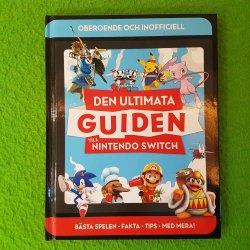 OBEROENDE OCH INOFFICIELL
DEN ULTIMATA
GUIDEN
TILL
NINTENDO SWITCH
BÄSTA SPELEN • FAKTA • TIPS • MED MERA!